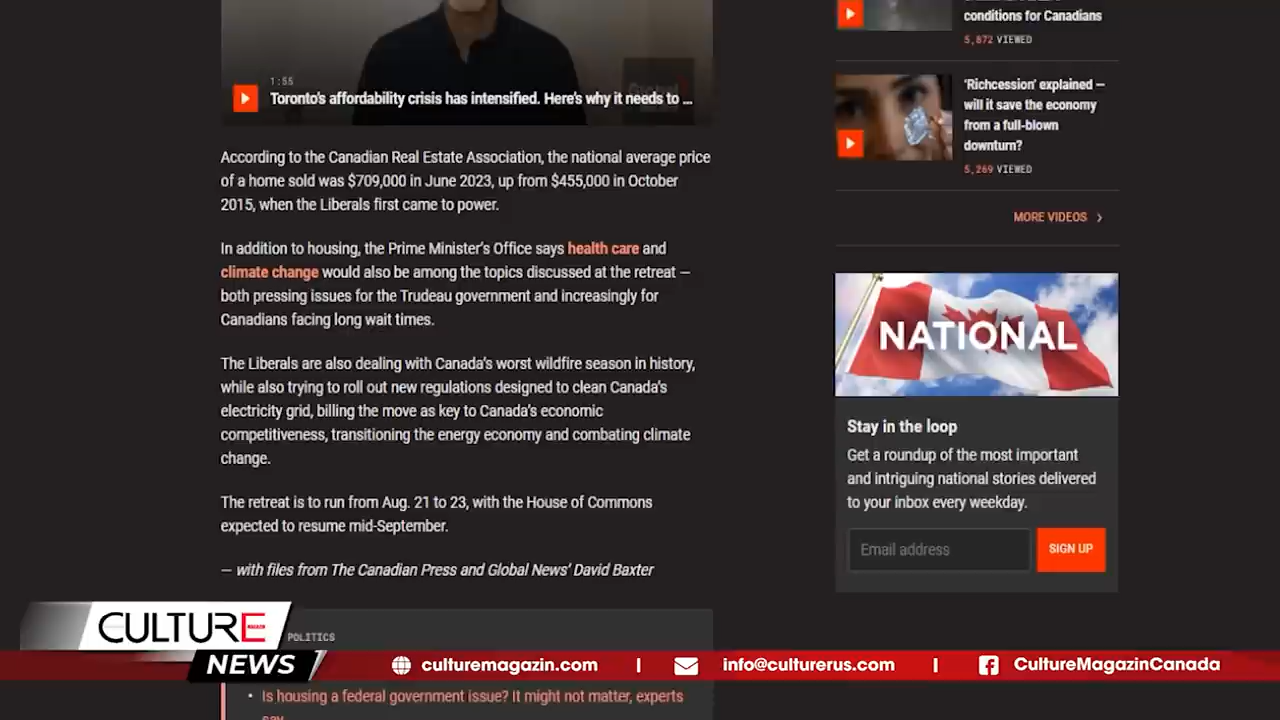 1:55
Toronto's affordability crisis has intensified. Here's why it needs to ...
According to the Canadian Real Estate Association, the national average price
of a home sold was $709,000 in June 2023, up from $455,000 in October
2015, when the Liberals first came to power.
In addition to housing, the Prime Minister's Office says health care and
climate change would also be among the topics discussed at the retreat —
both pressing issues for the Trudeau government and increasingly for
Canadians facing long wait times.
The Liberals are also dealing with Canada's worst wildfire season in history,
while also trying to roll out new regulations designed to clean Canada's
electricity grid, billing the move as key to Canada's economic
competitiveness, transitioning the energy economy and combating climate
change.
The retreat is to run from Aug. 21 to 23, with the House of Commons
expected to resume mid-September.
— with files from The Canadian Press and Global News' David Baxter
POLITICS
• Is housing a federal government issue? It might not matter, experts
say
conditions for Canadians
5,872 VIEWED
'Richcession' explained —
will it save the economy
from a full-blown
downturn?
5,269 VIEWED
MORE VIDEOS >
NATIONAL
Stay in the loop
Get a roundup of the most important
and intriguing national stories delivered
to your inbox every weekday.
Email address
SIGN UP
CULTURE
NEWS
culturemagazin.com | info@culturerus.com | CultureMagazinCanada